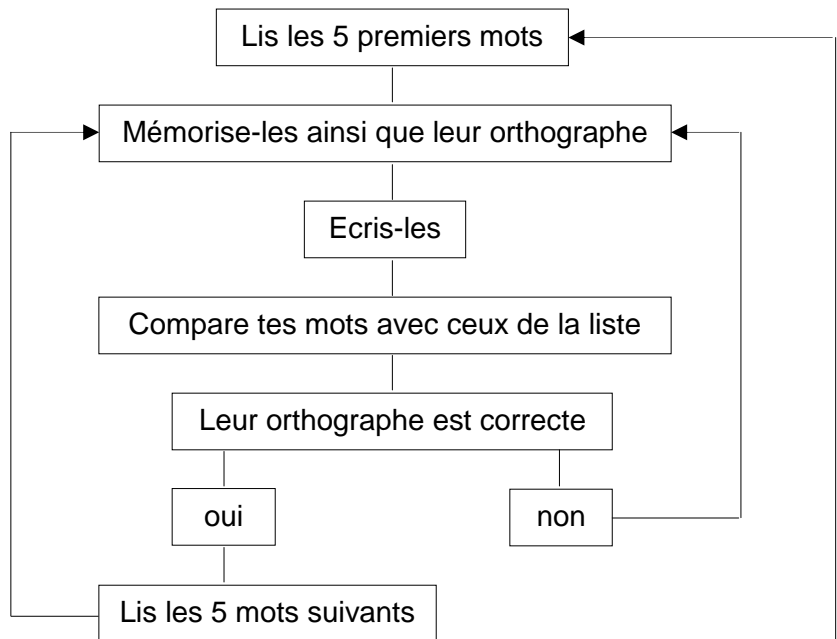 Lis les 5 premiers mots
Mémorise-les ainsi que leur orthographe
Ecris-les
Compare tes mots avec ceux de la liste
Leur orthographe est correcte
oui
non
Lis les 5 mots suivants